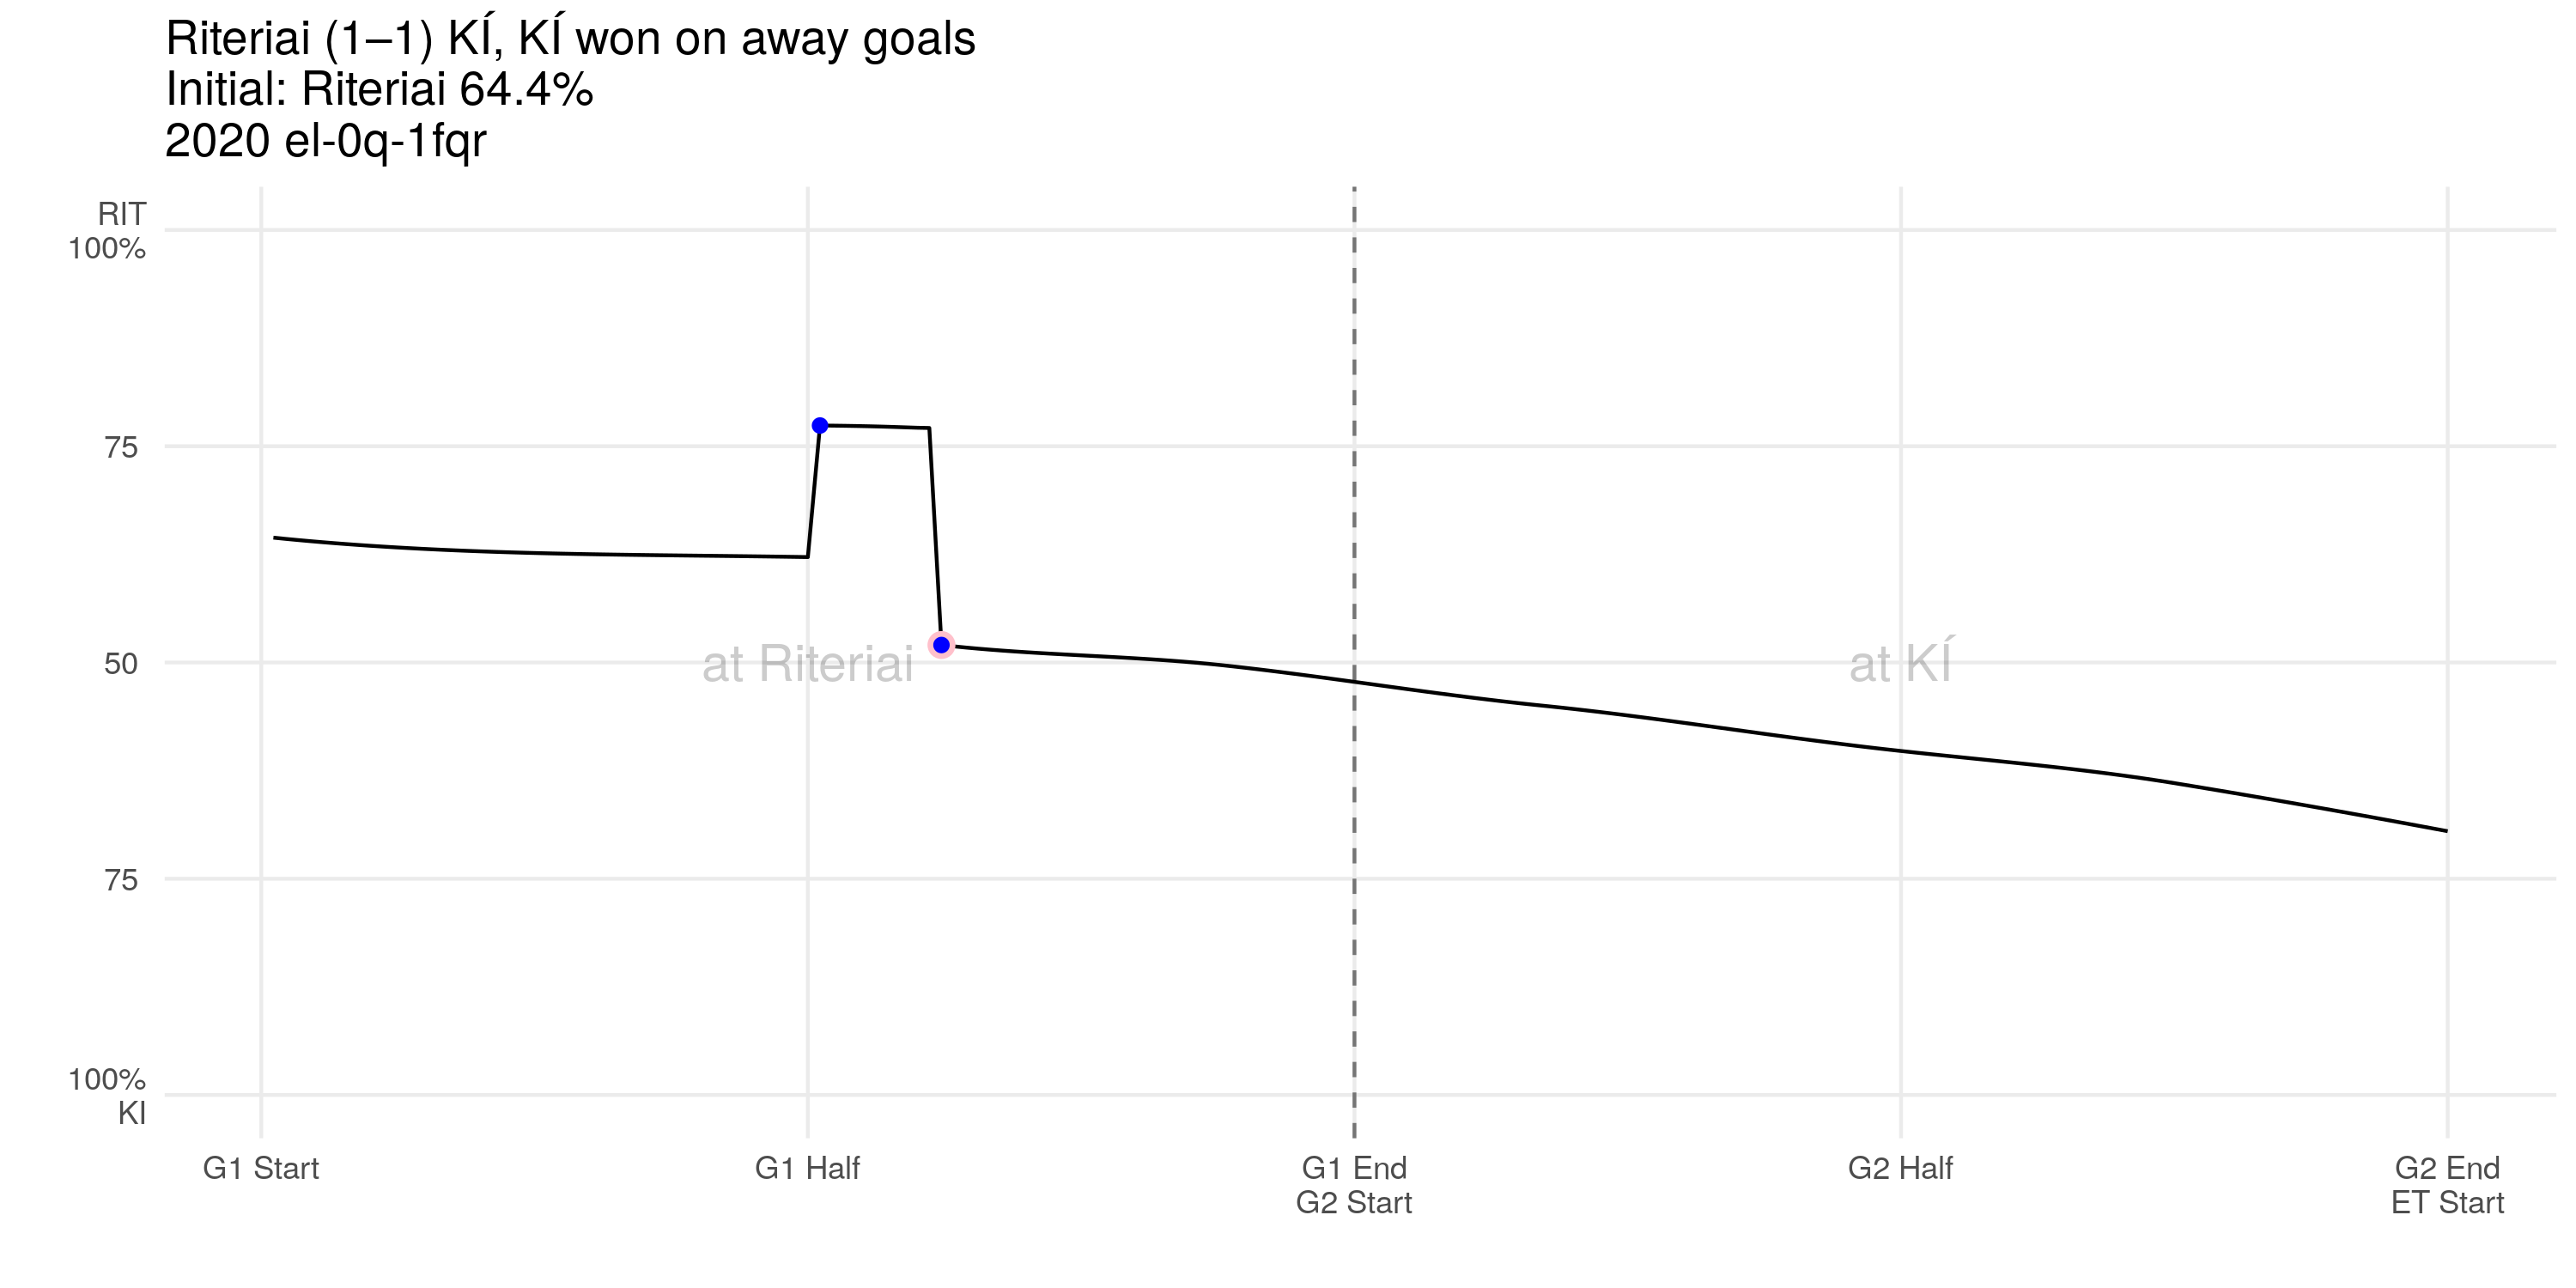 Riteriai (1–1) KÍ, KÍ won on away goals
Initial: Riteriai 64.4%
2020 el-0q-1fqr
RIT
100%
75
50
75
100%
KI
at Riteriai
at KÍ
G1 Start
G1 Half
G1 End
G2 Start
G2 Half
G2 End
ET Start